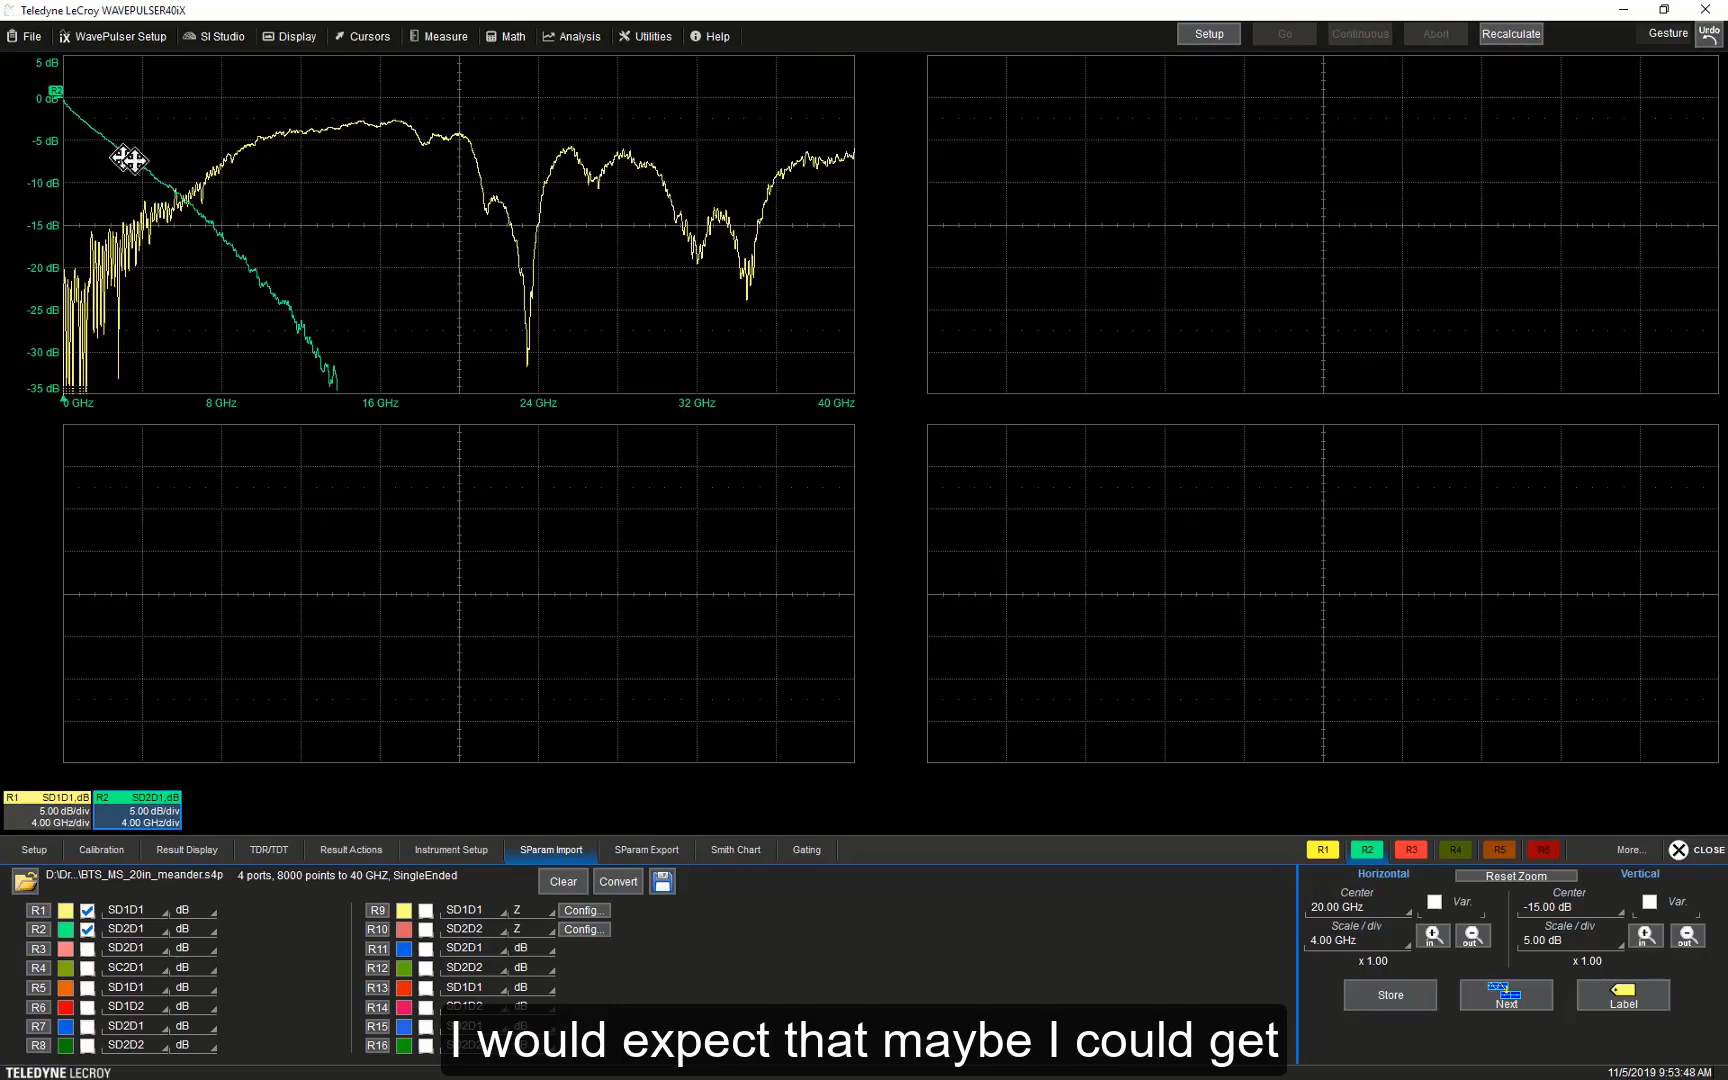 Teledyne LeCroy WAVEPULSER40iX
File WavePulser Setup SI Studio Display Cursors Measure Math Analysis Utilities Help Setup Go Continuous Abort Recalculate Gesture Undo
5 dB
R2
0 dB
-5 dB
-10 dB
-15 dB
-20 dB
-25 dB
-30 dB
-35 dB
0 GHz 8 GHz 16 GHz 24 GHz 32 GHz 40 GHz
R1 SD1D1,dB R2 SD2D1,dB
5.00 dB/div 5.00 dB/div
4.00 GHz/div 4.00 GHz/div
Setup Calibration Result Display TDR/TDT Result Actions Instrument Setup SParam Import SParam Export Smith Chart Gating R1 R2 R3 R4 R5 R6 More... CLOSE
D:\Dr...\BTS_MS_20in_meander.s4p 4 ports, 8000 points to 40 GHZ, SingleEnded Clear Convert
Horizontal Reset Zoom Vertical
Center Center
20.00 GHz Var. -15.00 dB Var.
Scale / div Scale / div
4.00 GHz in out 5.00 dB in out
x 1.00 x 1.00
Store Next Label
R1 SD1D1 dB R9 SD1D1 Z Config...
R2 SD2D1 dB R10 SD2D2 Z Config...
R3 SD2D1 dB R11 SD2D1 dB
R4 SC2D1 dB R12 SD2D2 dB
R5 SD1D1 dB R13 SD1D1 dB
R6 SD1D2 dB R14 SD1D2 dB
R7 SD2D1 dB R15 SD2D1 dB
R8 SD2D2 dB R16
I would expect that maybe I could get
TELEDYNE LECROY 11/5/2019 9:53:48 AM